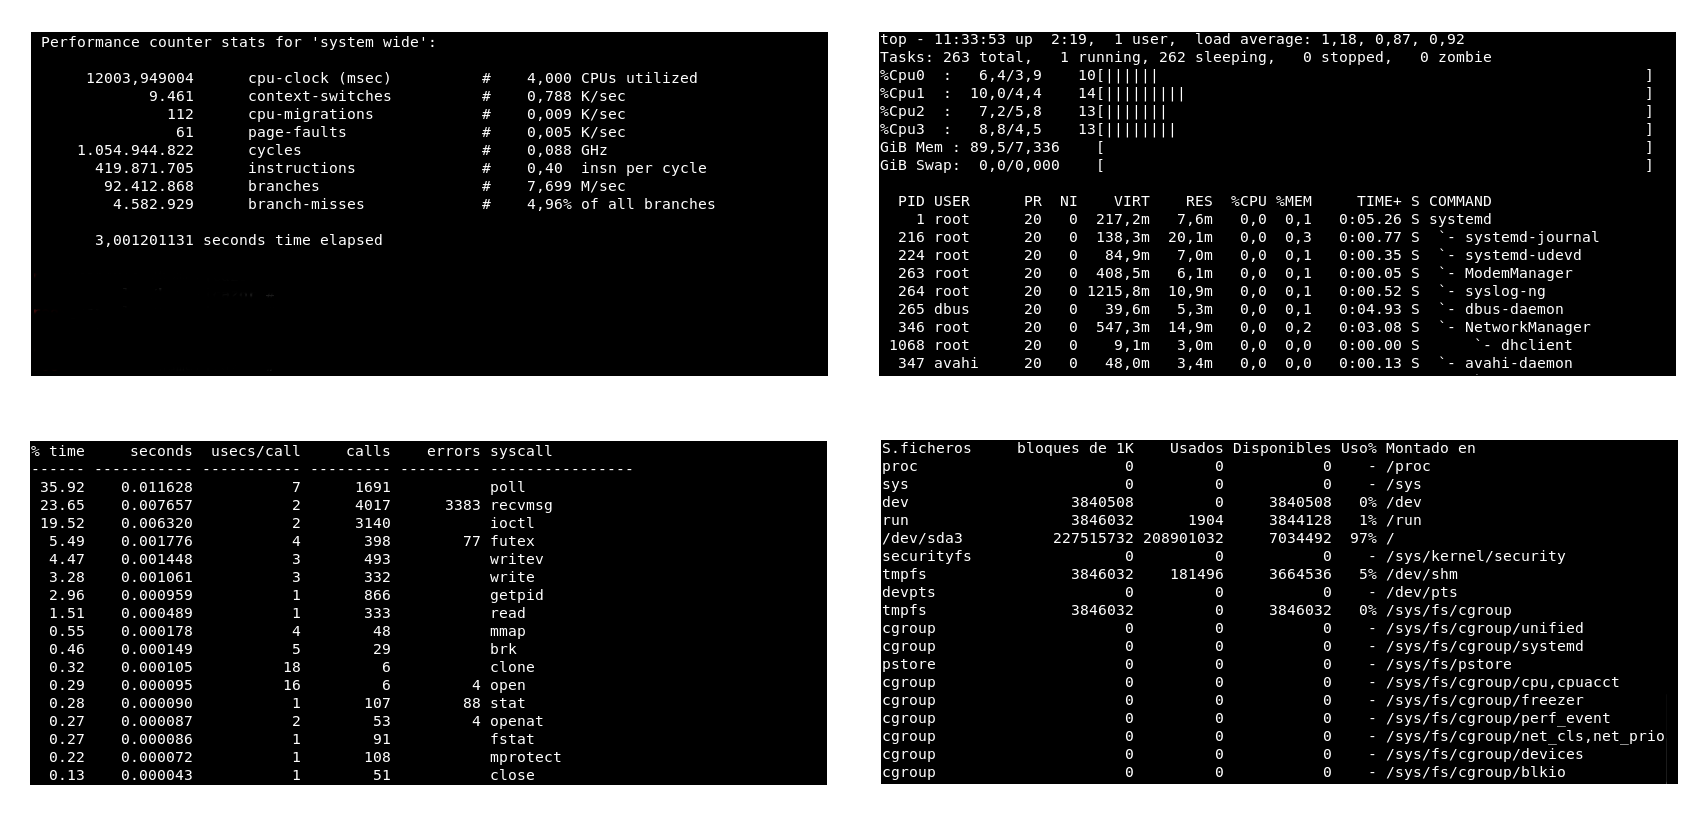 Performance counter stats for 'system wide':
12003,949004 cpu-clock (msec) # 4,000 CPUs utilized
9.461 context-switches # 0,788 K/sec
112 cpu-migrations # 0,009 K/sec
61 page-faults # 0,005 K/sec
1.054.944.822 cycles # 0,088 GHz
419.871.705 instructions # 0,40 insn per cycle
92.412.868 branches # 7,699 M/sec
4.582.929 branch-misses # 4,96% of all branches
3,001201131 seconds time elapsed
top - 11:33:53 up 2:19, 1 user, load average: 1,18, 0,87, 0,92
Tasks: 263 total, 1 running, 262 sleeping, 0 stopped, 0 zombie
%Cpu0 : 6,4/3,9 10[|||||| ]
%Cpu1 : 10,0/4,4 14[||||||||| ]
%Cpu2 : 7,2/5,8 13[||||||| ]
%Cpu3 : 8,8/4,5 13[|||||||| ]
GiB Mem : 89,5/7,336 [ ]
GiB Swap: 0,0/0,000 [ ]
PID USER PR NI VIRT RES %CPU %MEM TIME+ S COMMAND
1 root 20 0 217,2m 7,6m 0,0 0,1 0:05.26 S systemd
216 root 20 0 138,3m 20,1m 0,0 0,3 0:00.77 S `- systemd-journal
224 root 20 0 84,9m 7,0m 0,0 0,1 0:00.35 S `- systemd-udevd
263 root 20 0 408,5m 6,1m 0,0 0,1 0:00.05 S `- ModemManager
264 root 20 0 1215,8m 10,9m 0,0 0,1 0:00.52 S `- syslog-ng
265 dbus 20 0 39,6m 5,3m 0,0 0,1 0:04.93 S `- dbus-daemon
346 root 20 0 547,3m 14,9m 0,0 0,2 0:03.08 S `- NetworkManager
1068 root 20 0 9,1m 3,0m 0,0 0,0 0:00.00 S `- dhclient
347 avahi 20 0 48,0m 3,4m 0,0 0,0 0:00.13 S `- avahi-daemon
% time seconds usecs/call calls errors syscall
------ ----------- ----------- --------- --------- ----------------
35.92 0.011628 7 1691 poll
23.65 0.007657 2 4017 3383 recvmsg
19.52 0.006320 2 3140 ioctl
5.49 0.001776 4 398 77 futex
4.47 0.001448 3 493 writev
3.28 0.001061 3 332 write
2.96 0.000959 1 866 getpid
1.51 0.000489 1 333 read
0.55 0.000178 4 48 mmap
0.46 0.000149 5 29 brk
0.32 0.000105 18 6 clone
0.29 0.000095 16 6 4 open
0.28 0.000090 1 107 88 stat
0.27 0.000087 2 53 4 openat
0.27 0.000086 1 91 fstat
0.22 0.000072 1 108 mprotect
0.13 0.000043 1 51 close
S.ficheros bloques de 1K Usados Disponibles Uso% Montado en
proc 0 0 0 - /proc
sys 0 0 0 - /sys
dev 3840508 0 3840508 0% /dev
run 3846032 1904 3844128 1% /run
/dev/sda3 227515732 208901032 7034492 97% /
securityfs 0 0 0 - /sys/kernel/security
tmpfs 3846032 181496 3664536 5% /dev/shm
devpts 0 0 0 - /dev/pts
tmpfs 3846032 0 3846032 0% /sys/fs/cgroup
cgroup 0 0 0 - /sys/fs/cgroup/unified
cgroup 0 0 0 - /sys/fs/cgroup/systemd
pstore 0 0 0 - /sys/fs/pstore
cgroup 0 0 0 - /sys/fs/cgroup/cpu,cpuacct
cgroup 0 0 0 - /sys/fs/cgroup/freezer
cgroup 0 0 0 - /sys/fs/cgroup/perf_event
cgroup 0 0 0 - /sys/fs/cgroup/net_cls,net_prio
cgroup 0 0 0 - /sys/fs/cgroup/devices
cgroup 0 0 0 - /sys/fs/cgroup/blkio